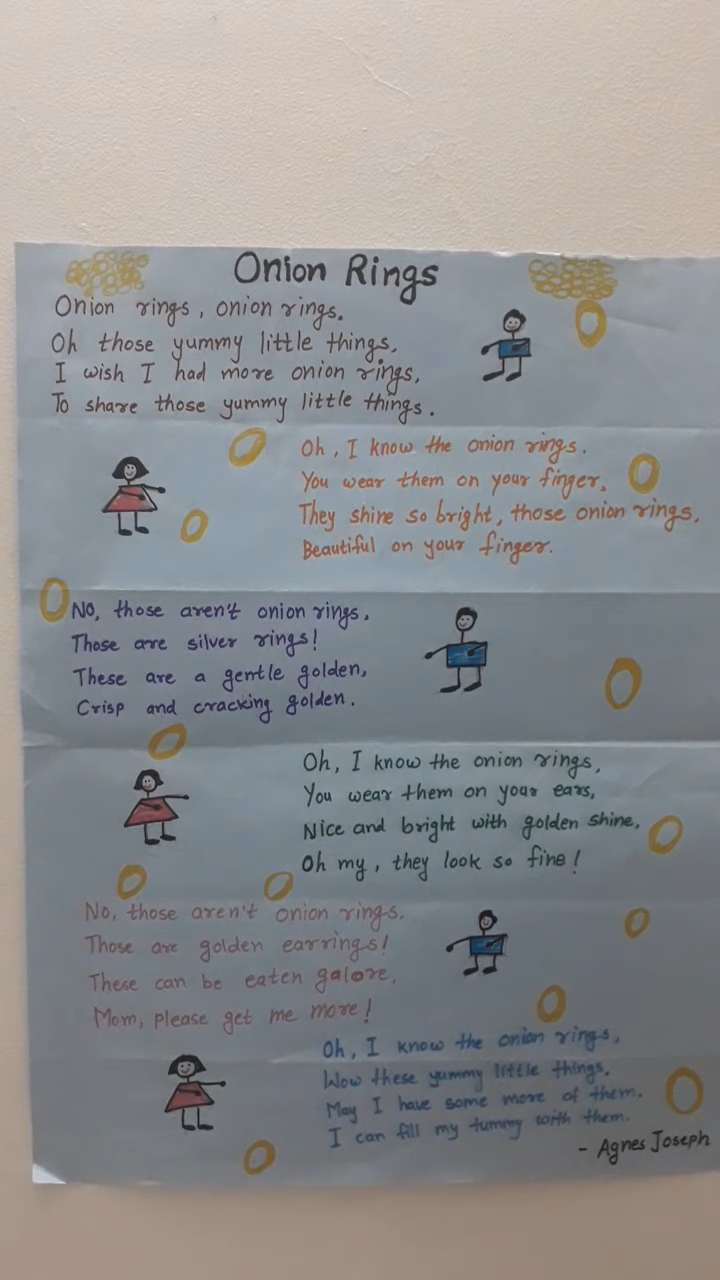 Onion Rings
Onion rings, onion rings.
Oh those yummy little things,
I wish I had more onion rings,
To share those yummy little things.
Oh, I know the onion rings.
You wear them on your finger,
They shine so bright, those onion rings,
Beautiful on your finger.
No, those aren't onion rings,
Those are silver rings!
These are a gentle golden,
Crisp and cracking golden.
Oh, I know the onion rings,
You wear them on your ears,
Nice and bright with golden shine,
Oh my, they look so fine!
No, those aren't onion rings,
Those are golden earrings!
These can be eaten galore,
Mom, please get me more!
Oh, I know the onion rings,
Wow these yummy little things,
May I have some more of them.
I can fill my tummy with them.
- Agnes Joseph